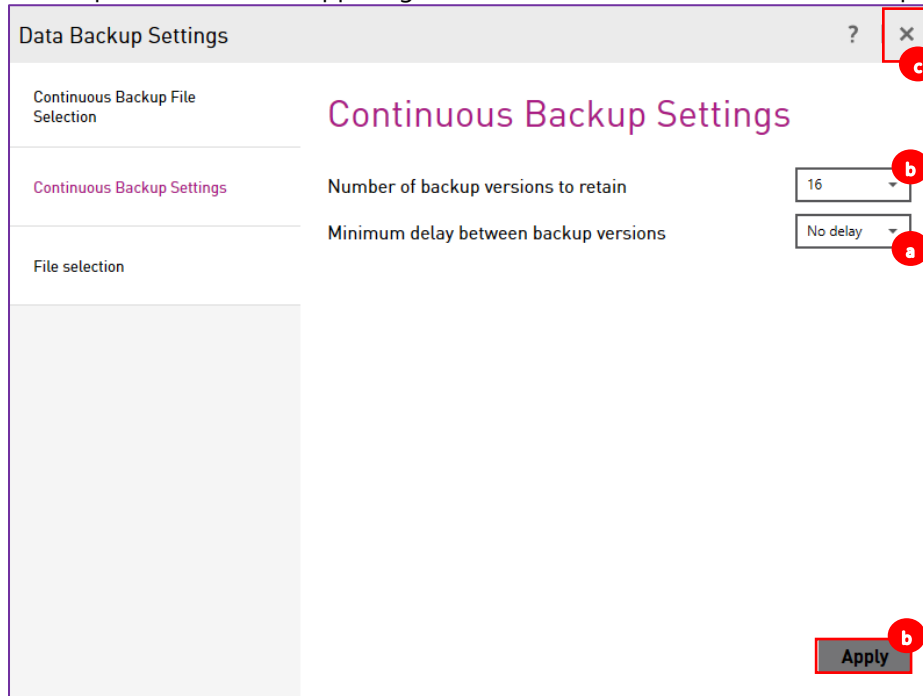 Data Backup Settings ? ×
c
Continuous Backup File
Selection
Continuous Backup Settings
Continuous Backup Settings
File selection
Number of backup versions to retain 16
b
Minimum delay between backup versions No delay
a
b
Apply